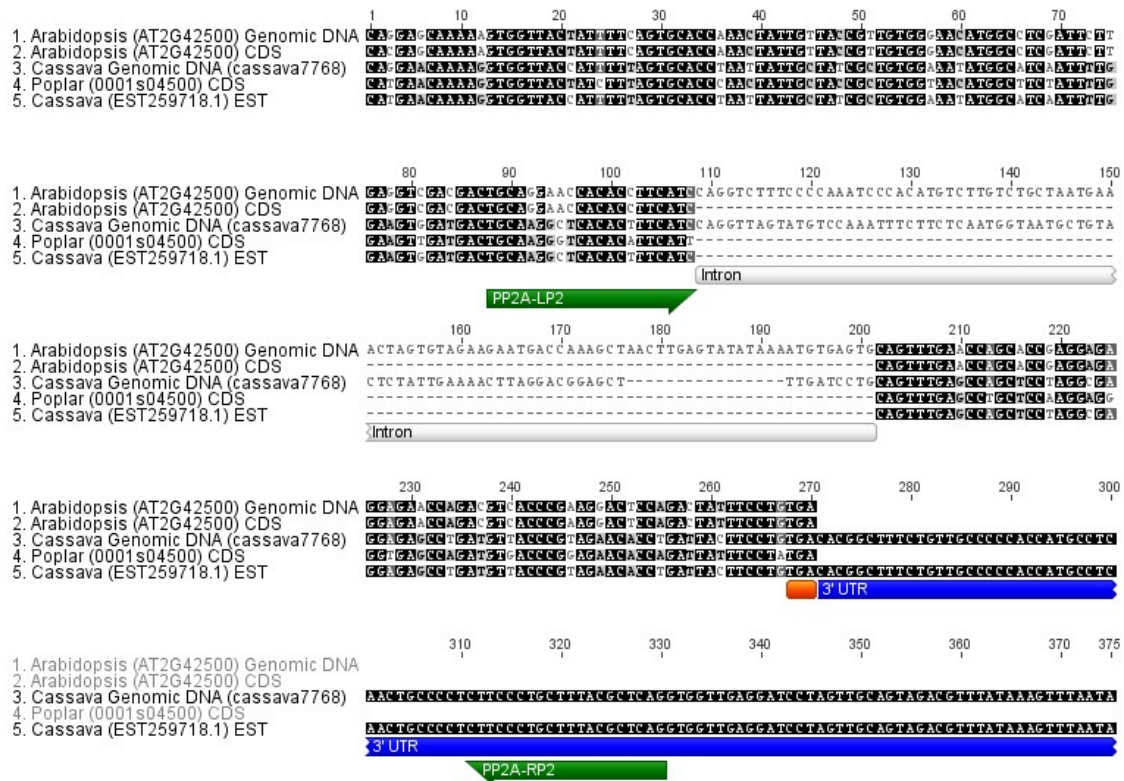 1 10 20 30 40 50 60 70
1. Arabidopsis (AT2G42500) Genomic DNA CAGGAGCAAAAAGTGGTTACTATTTTCAGTGCACCAAACTATTGTTACCGTTGTGGGAACATGGCCTCGATTCTT
2. Arabidopsis (AT2G42500) CDS CACGAGCAAAAAGTGGTTACTATTTTCAGTGCACCAAACTATTGTTACCGTTGTGGGAACATGGCCTCGATTCTT
3. Cassava Genomic DNA (cassava7768) CAGGAACAAAAGGTGGTTACCATTTTTAGTGCACCTAATTATTGCTATCGCTGTGGAAATATGGCATCAATTTTG
4. Poplar (0001s04500) CDS CATGAACAAAAGGTGGTTACTATCTTTAGTGCACCCAACTATTGCTACCGCTGTGGTAACATGGCTTCTATTTTG
5. Cassava (EST259718.1) EST CATGAACAAAAGGTGGTTACCATTTTTAGTGCACCTAATTATTGCTATCGCTGTGGAAATATGGCATCAATTTTG
80 90 100 110 120 130 140 150
1. Arabidopsis (AT2G42500) Genomic DNA GAGGTCGACGACTGCAGGAACCACACCTTCATCCAGGTCTTTCCCCAAATCCCACATGTCTTGTCTGCTAATGAA
2. Arabidopsis (AT2G42500) CDS GAGGTCGACGACTGCAGGAACCACACCTTCATC------------------------------------------
3. Cassava Genomic DNA (cassava7768) GAAGTGGATGACTGCAAGGCTCACACTTTCATCCAGGTTAGTATGTCCAAATTTCTTCTCAATGGTAATGCTGTA
4. Poplar (0001s04500) CDS GAAGTTGATGACTGCAAGGGTCACACATTCATT------------------------------------------
5. Cassava (EST259718.1) EST GAAGTGGATGACTGCAAGGCTCACACTTTCATC------------------------------------------
Intron
PP2A-LP2
160 170 180 190 200 210 220
1. Arabidopsis (AT2G42500) Genomic DNA ACTAGTGTAGAAGAATGACCAAAGCTAACTTGAGTATATAAAATGTGAGTGCAGTTTGAACCAGCACCGAGGAGA
2. Arabidopsis (AT2G42500) CDS ---------------------------------------------------CAGTTTGAACCAGCACCGAGGAGA
3. Cassava Genomic DNA (cassava7768) CTCTATTGAAAACTTAGGACGGAGCT----------------TTGATCCTGCAGTTTGAGCCAGCTCCTAGGCGA
4. Poplar (0001s04500) CDS ---------------------------------------------------CAGTTTGAGCCTGCTCCAAGGAGG
5. Cassava (EST259718.1) EST ---------------------------------------------------CAGTTTGAGCCAGCTCCTAGGCGA
Intron
230 240 250 260 270 280 290 300
1. Arabidopsis (AT2G42500) Genomic DNA GGAGAACCAGACGTCACCCGAAGGACTCCAGACTATTTCCTGTGA
2. Arabidopsis (AT2G42500) CDS GGAGAACCAGACGTCACCCGAAGGACTCCAGACTATTTCCTGTGA
3. Cassava Genomic DNA (cassava7768) GGAGAGCCTGATGTTACCCGTAGAACACCTGATTACTTCCTGTGACACGGCTTTCTGTTGCCCCCACCATGCCTC
4. Poplar (0001s04500) CDS GGTGAGCCAGATGTGACCCGGAGAACACCAGATTATTTCCTATGA
5. Cassava (EST259718.1) EST GGAGAGCCTGATGTTACCCGTAGAACACCTGATTACTTCCTGTGACACGGCTTTCTGTTGCCCCCACCATGCCTC
3' UTR
310 320 330 340 350 360 370 375
1. Arabidopsis (AT2G42500) Genomic DNA
2. Arabidopsis (AT2G42500) CDS
3. Cassava Genomic DNA (cassava7768) AACTGCCCCTCTTCCCTGCTTTACGCTCAGGTGGTTGAGGATCCTAGTTGCAGTAGACGTTTATAAAGTTTAATA
4. Poplar (0001s04500) CDS
5. Cassava (EST259718.1) EST AACTGCCCCTCTTCCCTGCTTTACGCTCAGGTGGTTGAGGATCCTAGTTGCAGTAGACGTTTATAAAGTTTAATA
3' UTR
PP2A-RP2